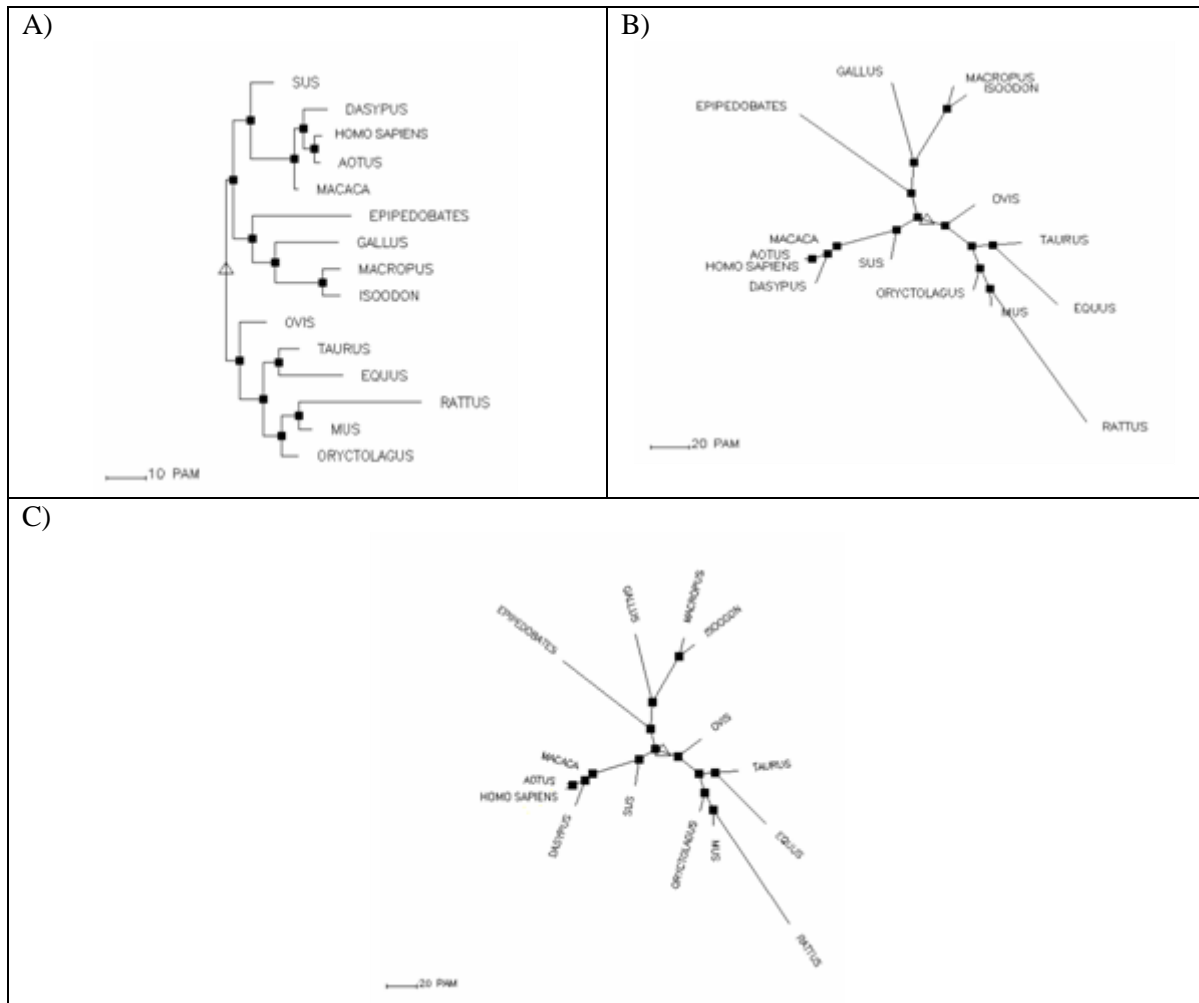 A)
SUS
DASYPUS
HOMO SAPIENS
AOTUS
MACACA
EPIPEDOBATES
GALLUS
MACROPUS
ISOODON
OVIS
TAURUS
EQUUS
RATTUS
MUS
ORYCTOLAGUS
10 PAM
B)
GALLUS
MACROPUS
ISOODON
EPIPEDOBATES
OVIS
MACACA
TAURUS
AOTUS
HOMO SAPIENS
SUS
DASYPUS
ORYCTOLAGUS
MUS
EQUUS
RATTUS
20 PAM
C)
GALLUS
MACROPUS
ISOODON
EPIPEDOBATES
OVIS
MACACA
TAURUS
AOTUS
HOMO SAPIENS
SUS
DASYPUS
ORYCTOLAGUS
MUS
EQUUS
RATTUS
20 PAM